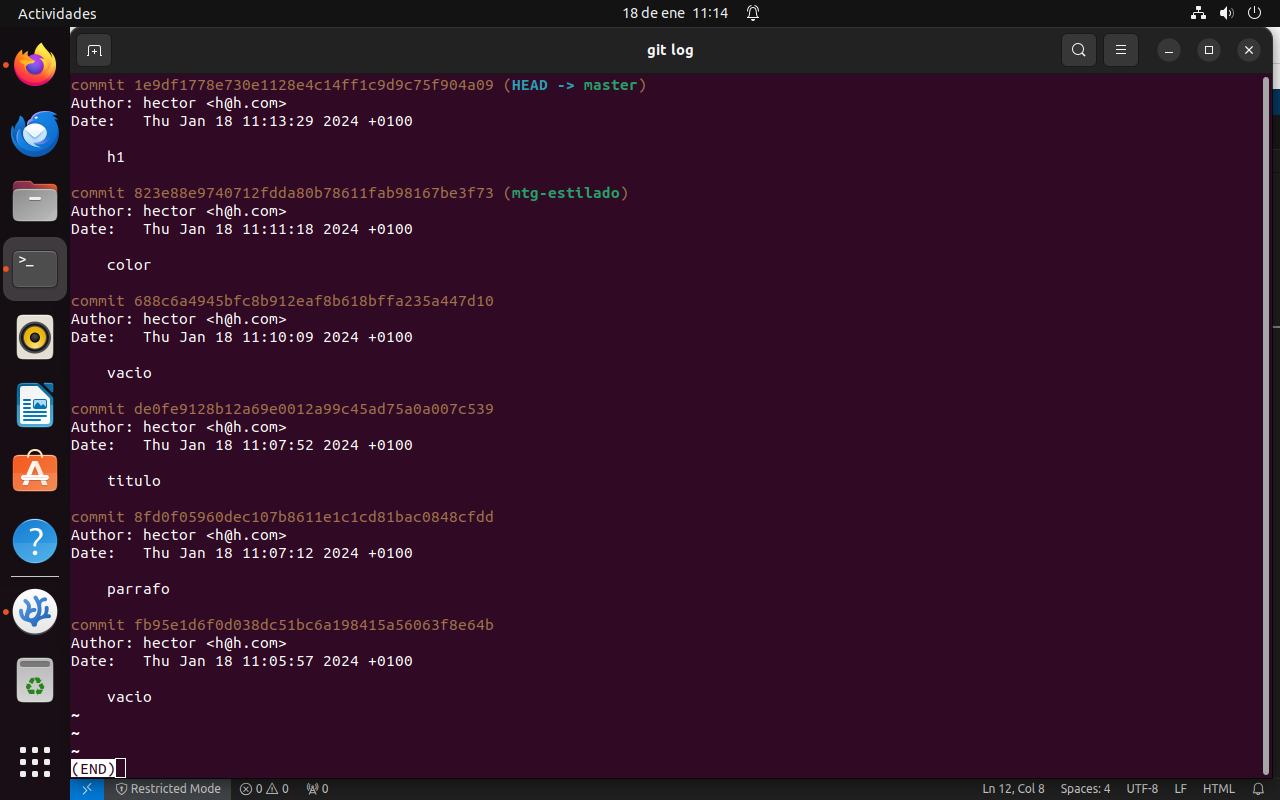 Actividades
18 de ene 11:14
git log
commit 1e9df1778e730e1128e4c14ff1c9d9c75f904a09 (HEAD -> master)
Author: hector <h@h.com>
Date:   Thu Jan 18 11:13:29 2024 +0100
h1
commit 823e88e9740712fdda80b78611fab98167be3f73 (mtg-estilado)
Author: hector <h@h.com>
Date:   Thu Jan 18 11:11:18 2024 +0100
color
commit 688c6a4945bfc8b912eaf8b618bffa235a447d10
Author: hector <h@h.com>
Date:   Thu Jan 18 11:10:09 2024 +0100
vacio
commit de0fe9128b12a69e0012a99c45ad75a0a007c539
Author: hector <h@h.com>
Date:   Thu Jan 18 11:07:52 2024 +0100
titulo
commit 8fd0f05960dec107b8611e1c1cd81bac0848cfdd
Author: hector <h@h.com>
Date:   Thu Jan 18 11:07:12 2024 +0100
parrafo
commit fb95e1d6f0d038dc51bc6a198415a56063f8e64b
Author: hector <h@h.com>
Date:   Thu Jan 18 11:05:57 2024 +0100
vacio
~
~
~
(END)
Restricted Mode 0 0 0 Ln 12, Col 8 Spaces: 4 UTF-8 LF HTML